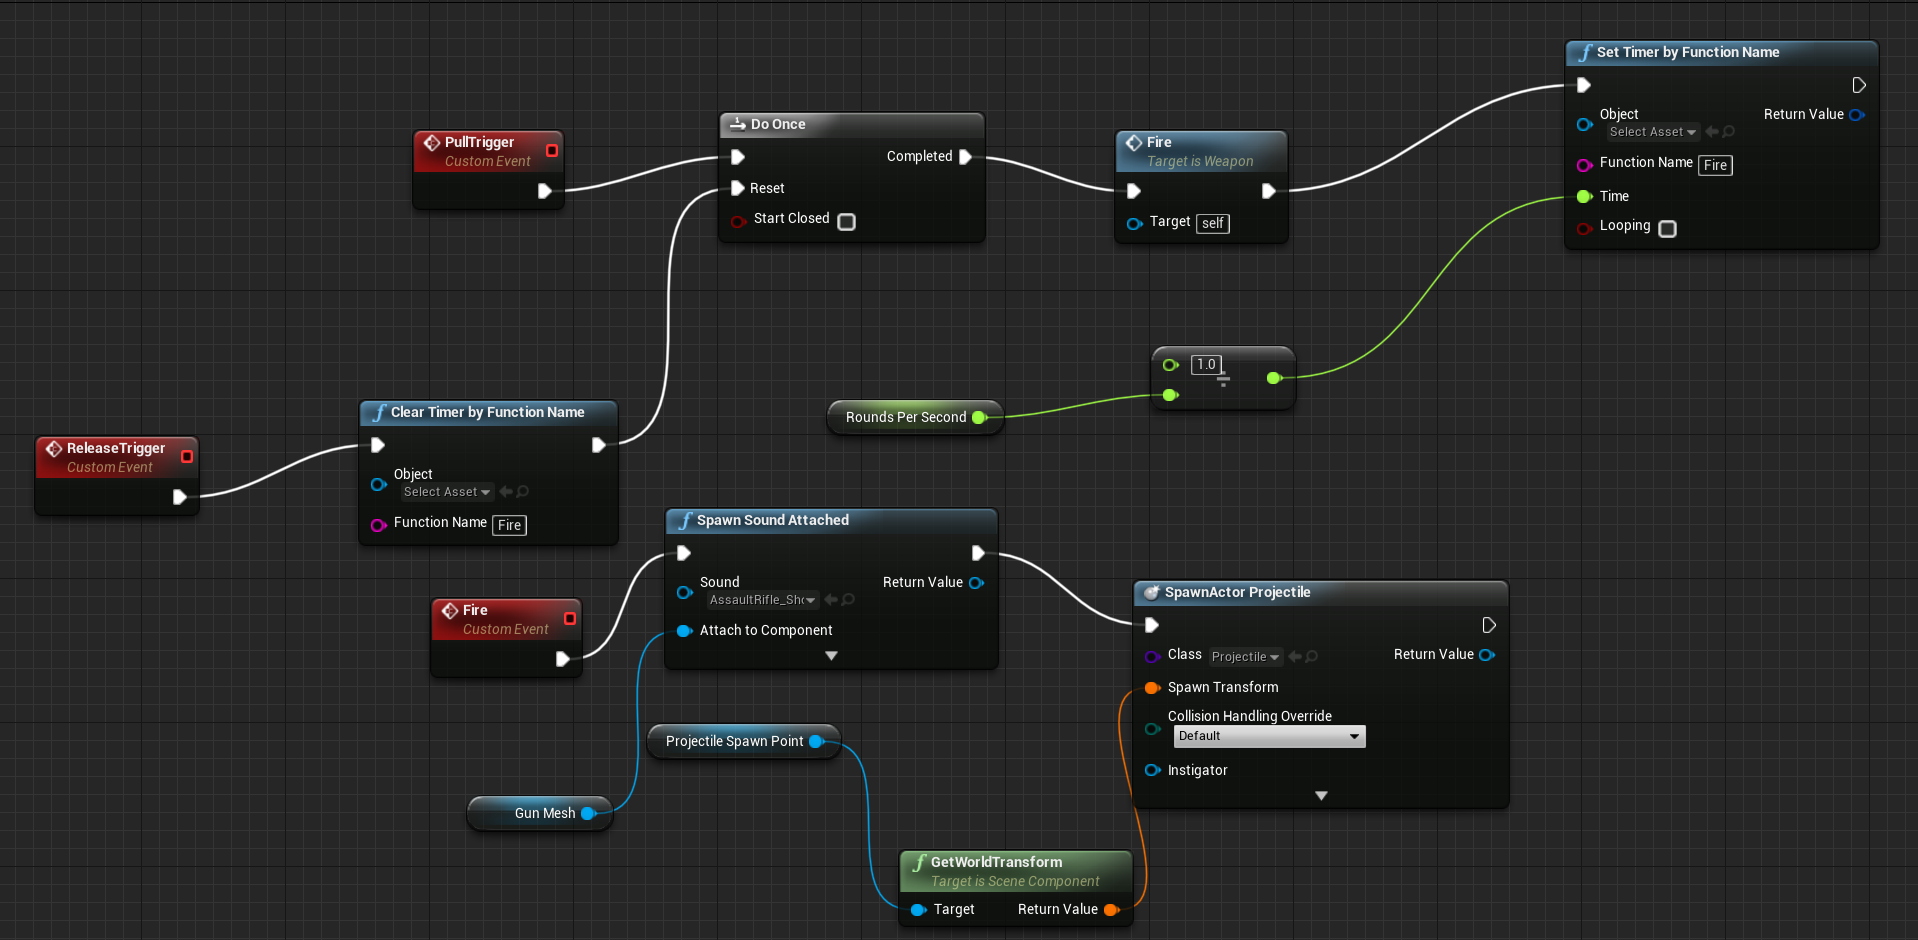 Set Timer by Function Name
Object
Select Asset
Return Value
Function Name Fire
Time
Looping
PullTrigger
Custom Event
Do Once
Completed
Reset
Start Closed
Fire
Target is Weapon
Target self
1.0
÷
Rounds Per Second
ReleaseTrigger
Custom Event
Clear Timer by Function Name
Object
Select Asset
Function Name Fire
Fire
Custom Event
Spawn Sound Attached
Sound
AssaultRifle_Sh
Return Value
Attach to Component
Projectile Spawn Point
Gun Mesh
GetWorldTransform
Target is Scene Component
Target Return Value
SpawnActor Projectile
Class Projectile
Return Value
Spawn Transform
Collision Handling Override
Default
Instigator